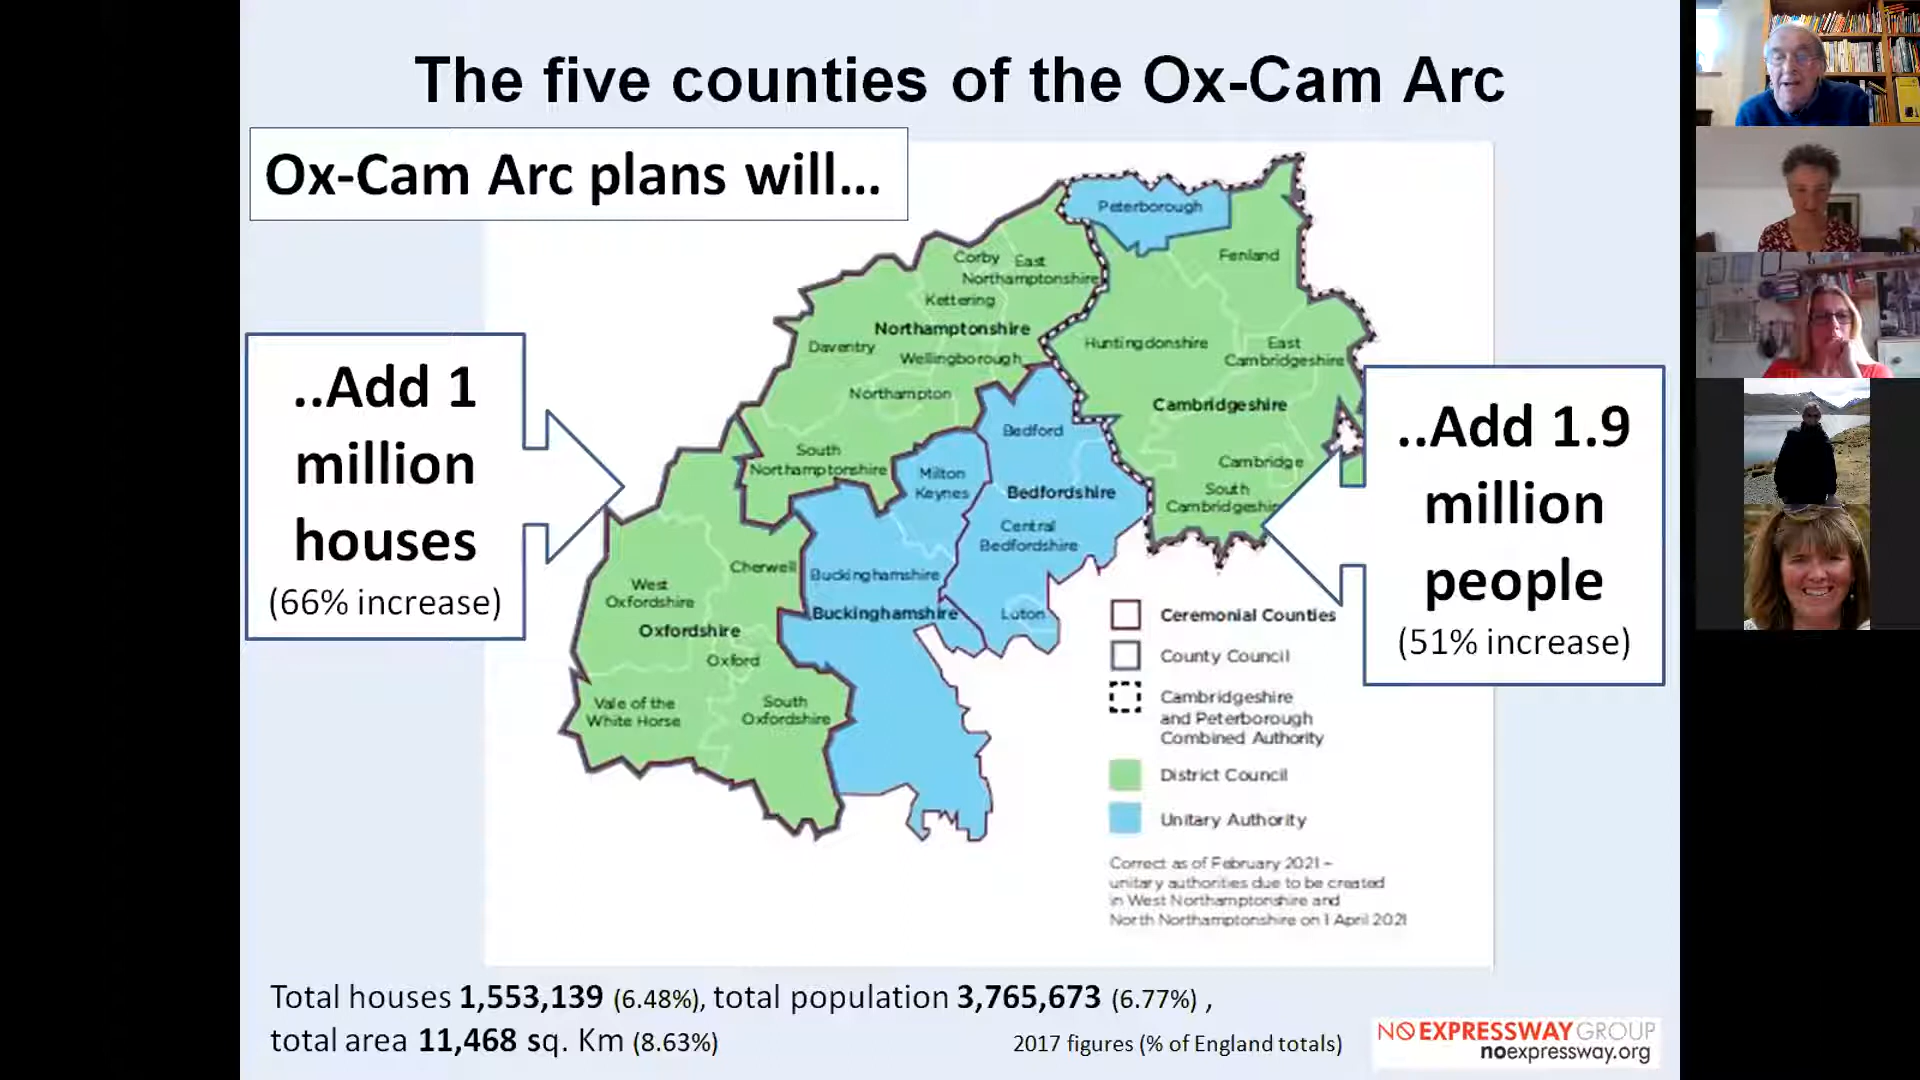 The five counties of the Ox-Cam Arc
Ox-Cam Arc plans will...
..Add 1
million
houses
(66% increase)
..Add 1.9
million
people
(51% increase)
Peterborough
Fenland
Corby
East
Northamptonshire
Kettering
Northamptonshire
Daventry
Wellingborough
Northampton
Huntingdonshire
East
Cambridgeshire
Cambridgeshire
Bedford
South
Northamptonshire
Milton
Keynes
Bedfordshire
Cambridge
South
Cambridgeshire
Central
Bedfordshire
Cherwell
Buckinghamshire
West
Oxfordshire
Buckinghamshire
Luton
Oxfordshire
Oxford
Vale of the
White Horse
South
Oxfordshire
Ceremonial Counties
County Council
Cambridgeshire
and Peterborough
Combined Authority
District Council
Unitary Authority
Correct as of February 2021 –
unitary authorities due to be created
in West Northamptonshire and
North Northamptonshire on 1 April 2021
Total houses 1,553,139 (6.48%), total population 3,765,673 (6.77%) ,
total area 11,468 sq. Km (8.63%)
2017 figures (% of England totals)
NO EXPRESSWAY GROUP
noexpressway.org